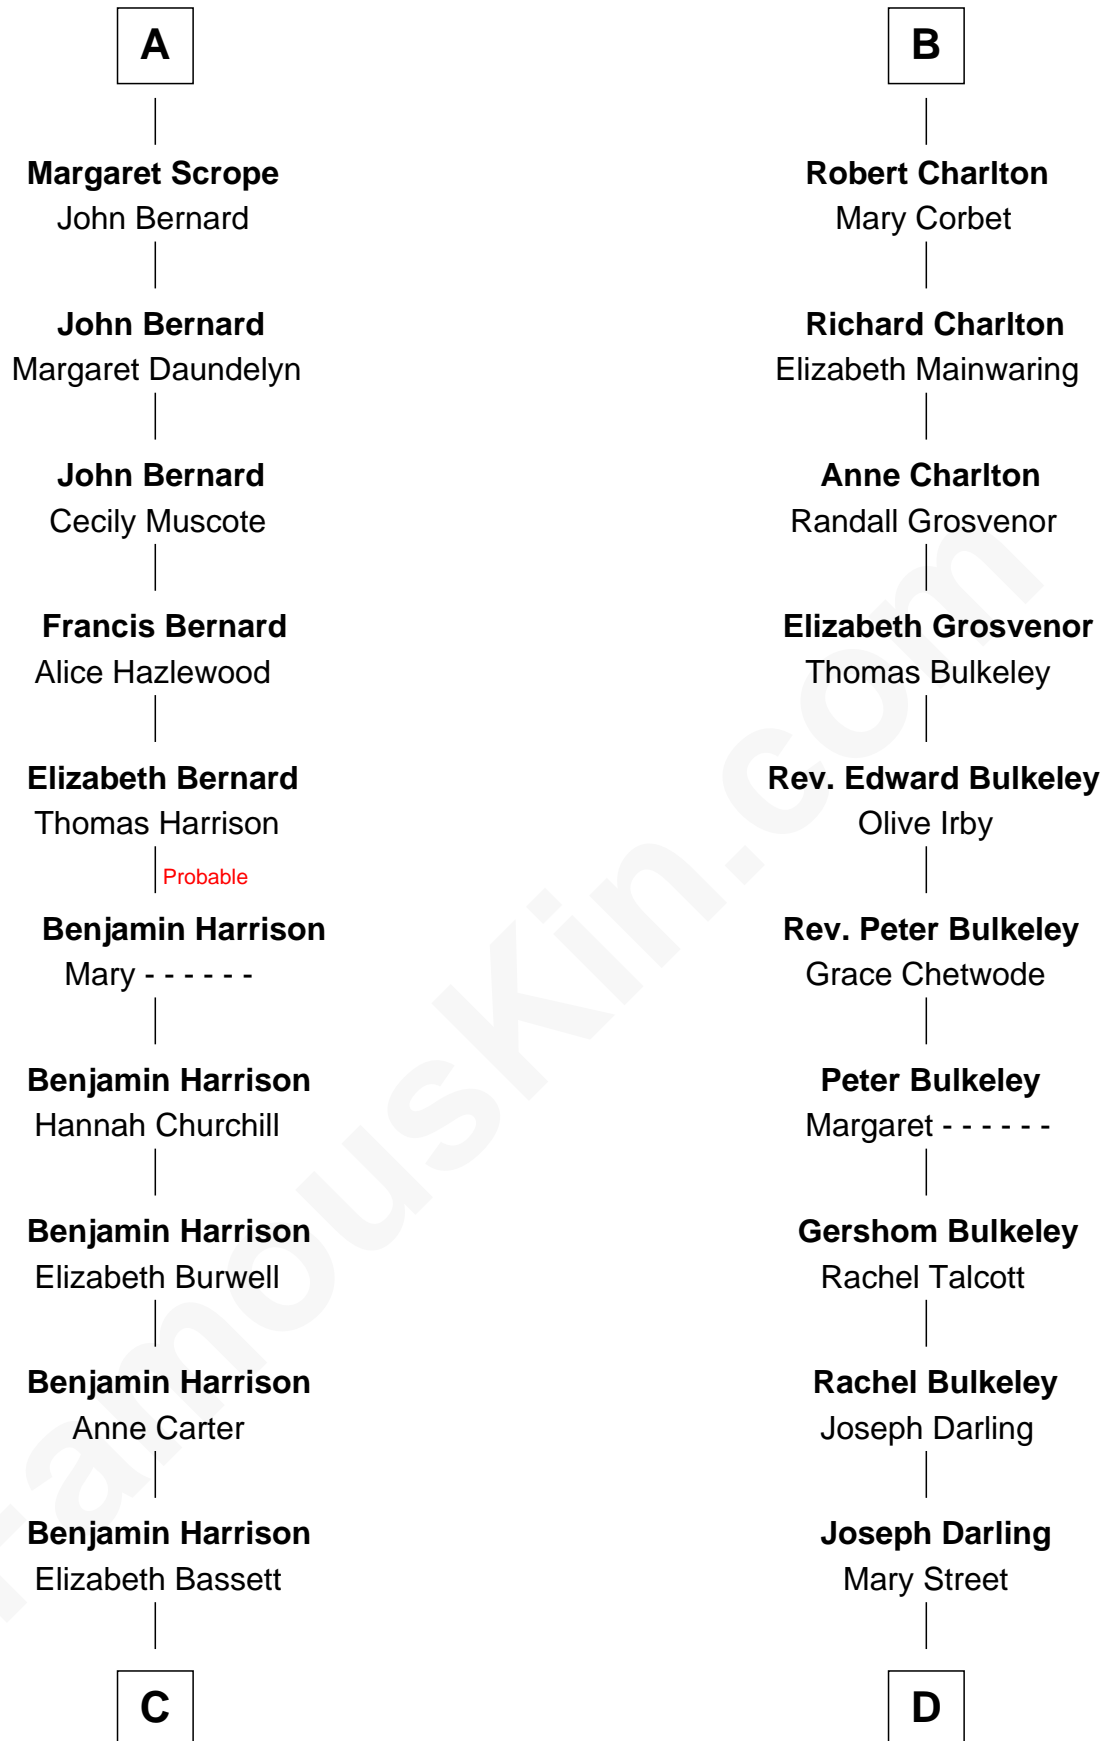 A
Margaret Scrope
John Bernard
John Bernard
Margaret Daundelyn
John Bernard
Cecily Muscote
Francis Bernard
Alice Hazlewood
Elizabeth Bernard
Thomas Harrison
Probable
Benjamin Harrison
Mary - - - - - -
Benjamin Harrison
Hannah Churchill
Benjamin Harrison
Elizabeth Burwell
Benjamin Harrison
Anne Carter
Benjamin Harrison
Elizabeth Bassett
C
B
Robert Charlton
Mary Corbet
Richard Charlton
Elizabeth Mainwaring
Anne Charlton
Randall Grosvenor
Elizabeth Grosvenor
Thomas Bulkeley
Rev. Edward Bulkeley
Olive Irby
Rev. Peter Bulkeley
Grace Chetwode
Peter Bulkeley
Margaret - - - - - -
Gershom Bulkeley
Rachel Talcott
Rachel Bulkeley
Joseph Darling
Joseph Darling
Mary Street
D
FamousKin.com